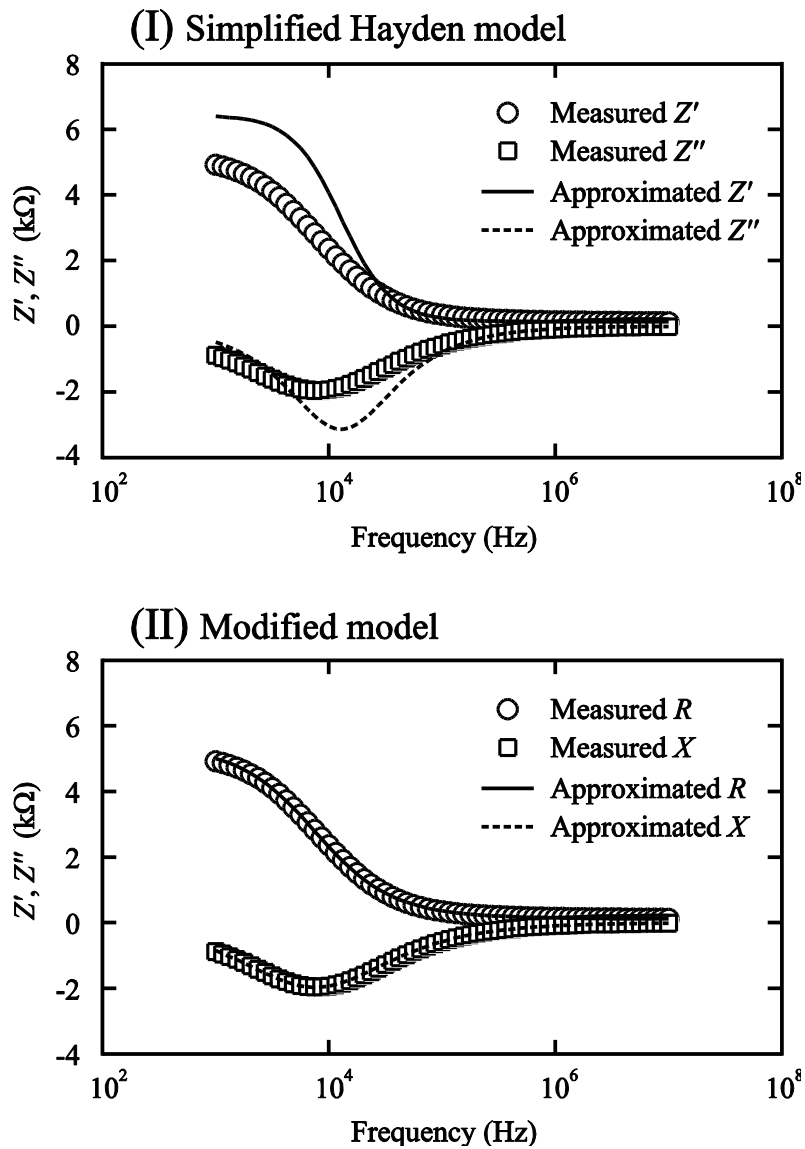 (I) Simplified Hayden model
8
6
4
2
0
-2
-4
Z', Z'' (kΩ)
Measured Z'
Measured Z''
Approximated Z'
Approximated Z''
10² 10⁴ 10⁶ 10⁸
Frequency (Hz)
(II) Modified model
8
6
4
2
0
-2
-4
Z', Z'' (kΩ)
Measured R
Measured X
Approximated R
Approximated X
10² 10⁴ 10⁶ 10⁸
Frequency (Hz)